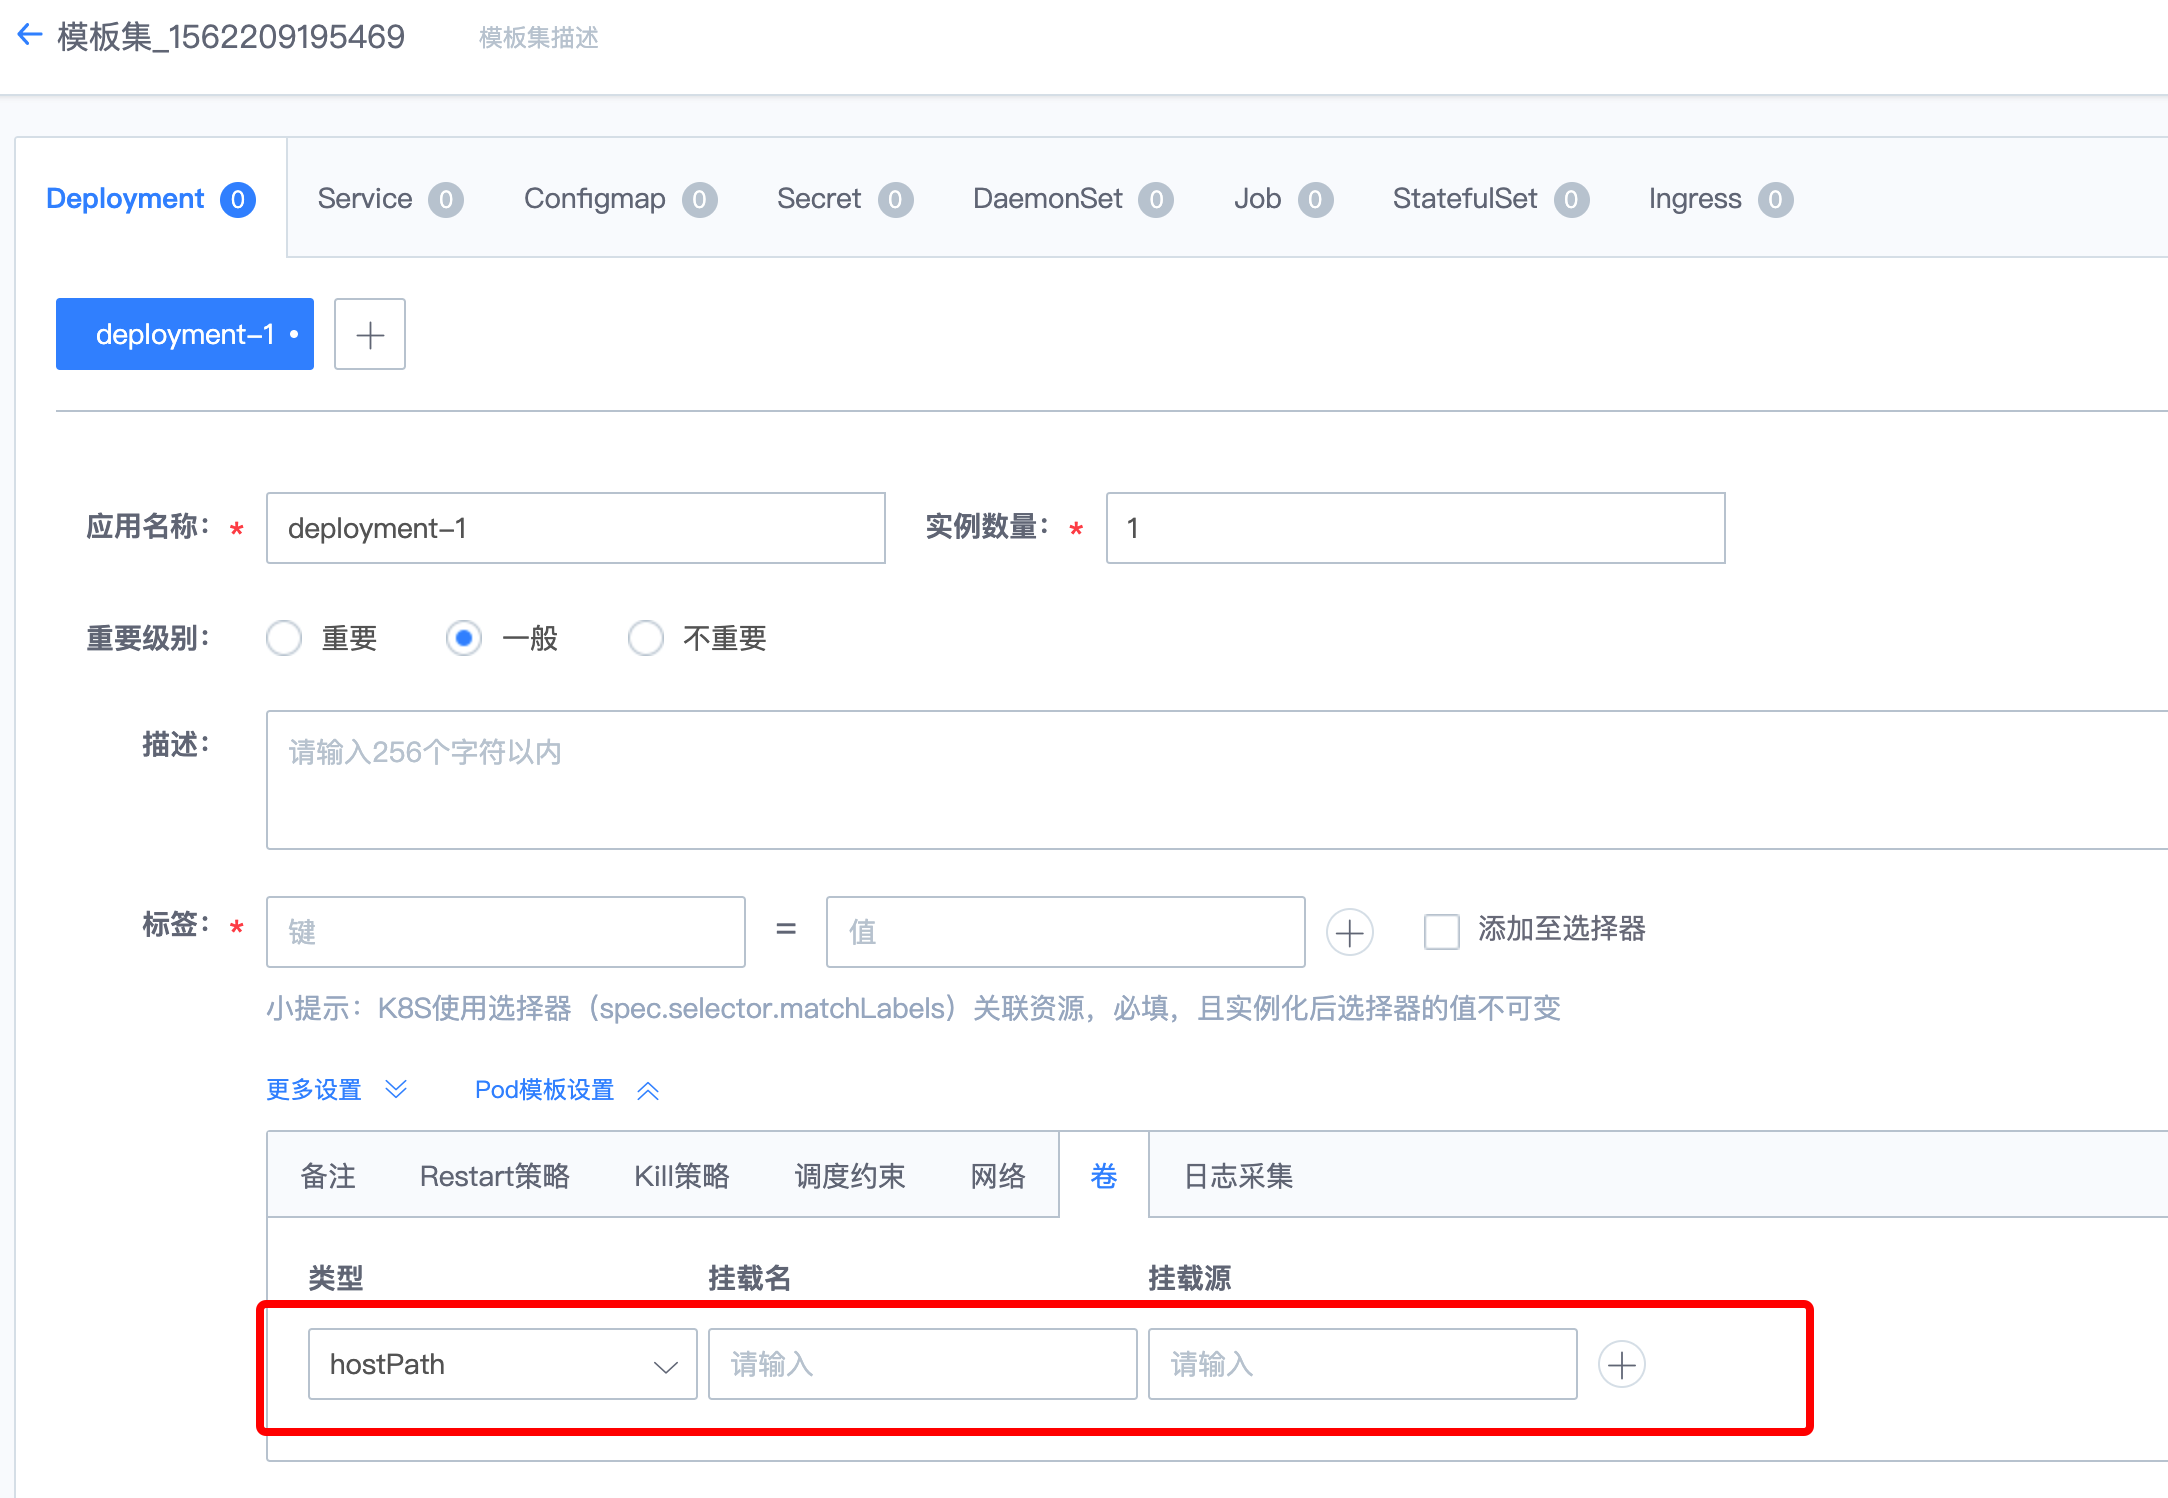 模板集_1562209195469 模板集描述
Deployment 0 Service 0 Configmap 0 Secret 0 DaemonSet 0 Job 0 StatefulSet 0 Ingress 0
deployment-1
应用名称: * deployment-1 实例数量: * 1
重要级别: 重要 一般 不重要
描述: 请输入256个字符以内
标签: * 键 = 值 添加至选择器
小提示：K8S使用选择器（spec.selector.matchLabels）关联资源，必填，且实例化后选择器的值不可变
更多设置 Pod模板设置
备注 Restart策略 Kill策略 调度约束 网络 卷 日志采集
类型 挂载名 挂载源
hostPath 请输入 请输入